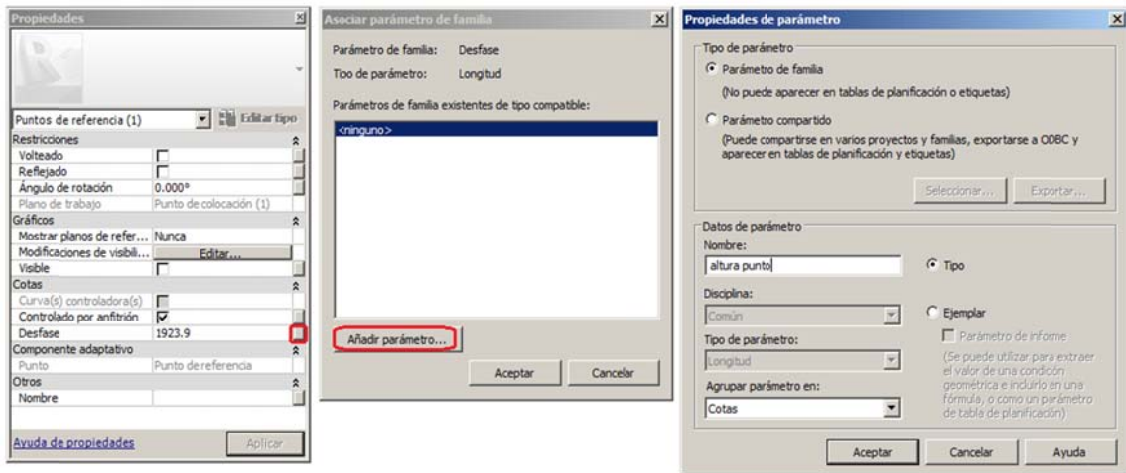 Propiedades
Puntos de referencia (1)
Editar tipo
Restricciones
Volteado
Reflejado
Ángulo de rotación 0.000°
Plano de trabajo Punto de colocación (1)
Gráficos
Mostrar planos de refer... Nunca
Modificaciones de visibili... Editar...
Visible
Cotas
Curva(s) controladora(s)
Controlado por anfitrión
Desfase 1923.9
Componente adaptativo
Punto Punto de referencia
Otros
Nombre
Ayuda de propiedades
Aplicar
Asociar parámetro de familia
Parámetro de familia: Desfase
Tipo de parámetro: Longitud
Parámetros de familia existentes de tipo compatible:
<ninguno>
Añadir parámetro...
Aceptar
Cancelar
Propiedades de parámetro
Tipo de parámetro
Parámetro de familia
(No puede aparecer en tablas de planificación o etiquetas)
Parámetro compartido
(Puede compartirse en varios proyectos y familias, exportarse a ODBC y
aparecer en tablas de planificación y etiquetas)
Seleccionar...
Exportar...
Datos de parámetro
Nombre:
altura punto
Tipo
Disciplina:
Común
Ejemplar
Parámetro de informe
Tipo de parámetro:
Longitud
(Se puede utilizar para extraer
el valor de una condición
geométrica e incluirlo en una
fórmula, o como un parámetro
de tabla de planificación)
Agrupar parámetro en:
Cotas
Aceptar
Cancelar
Ayuda